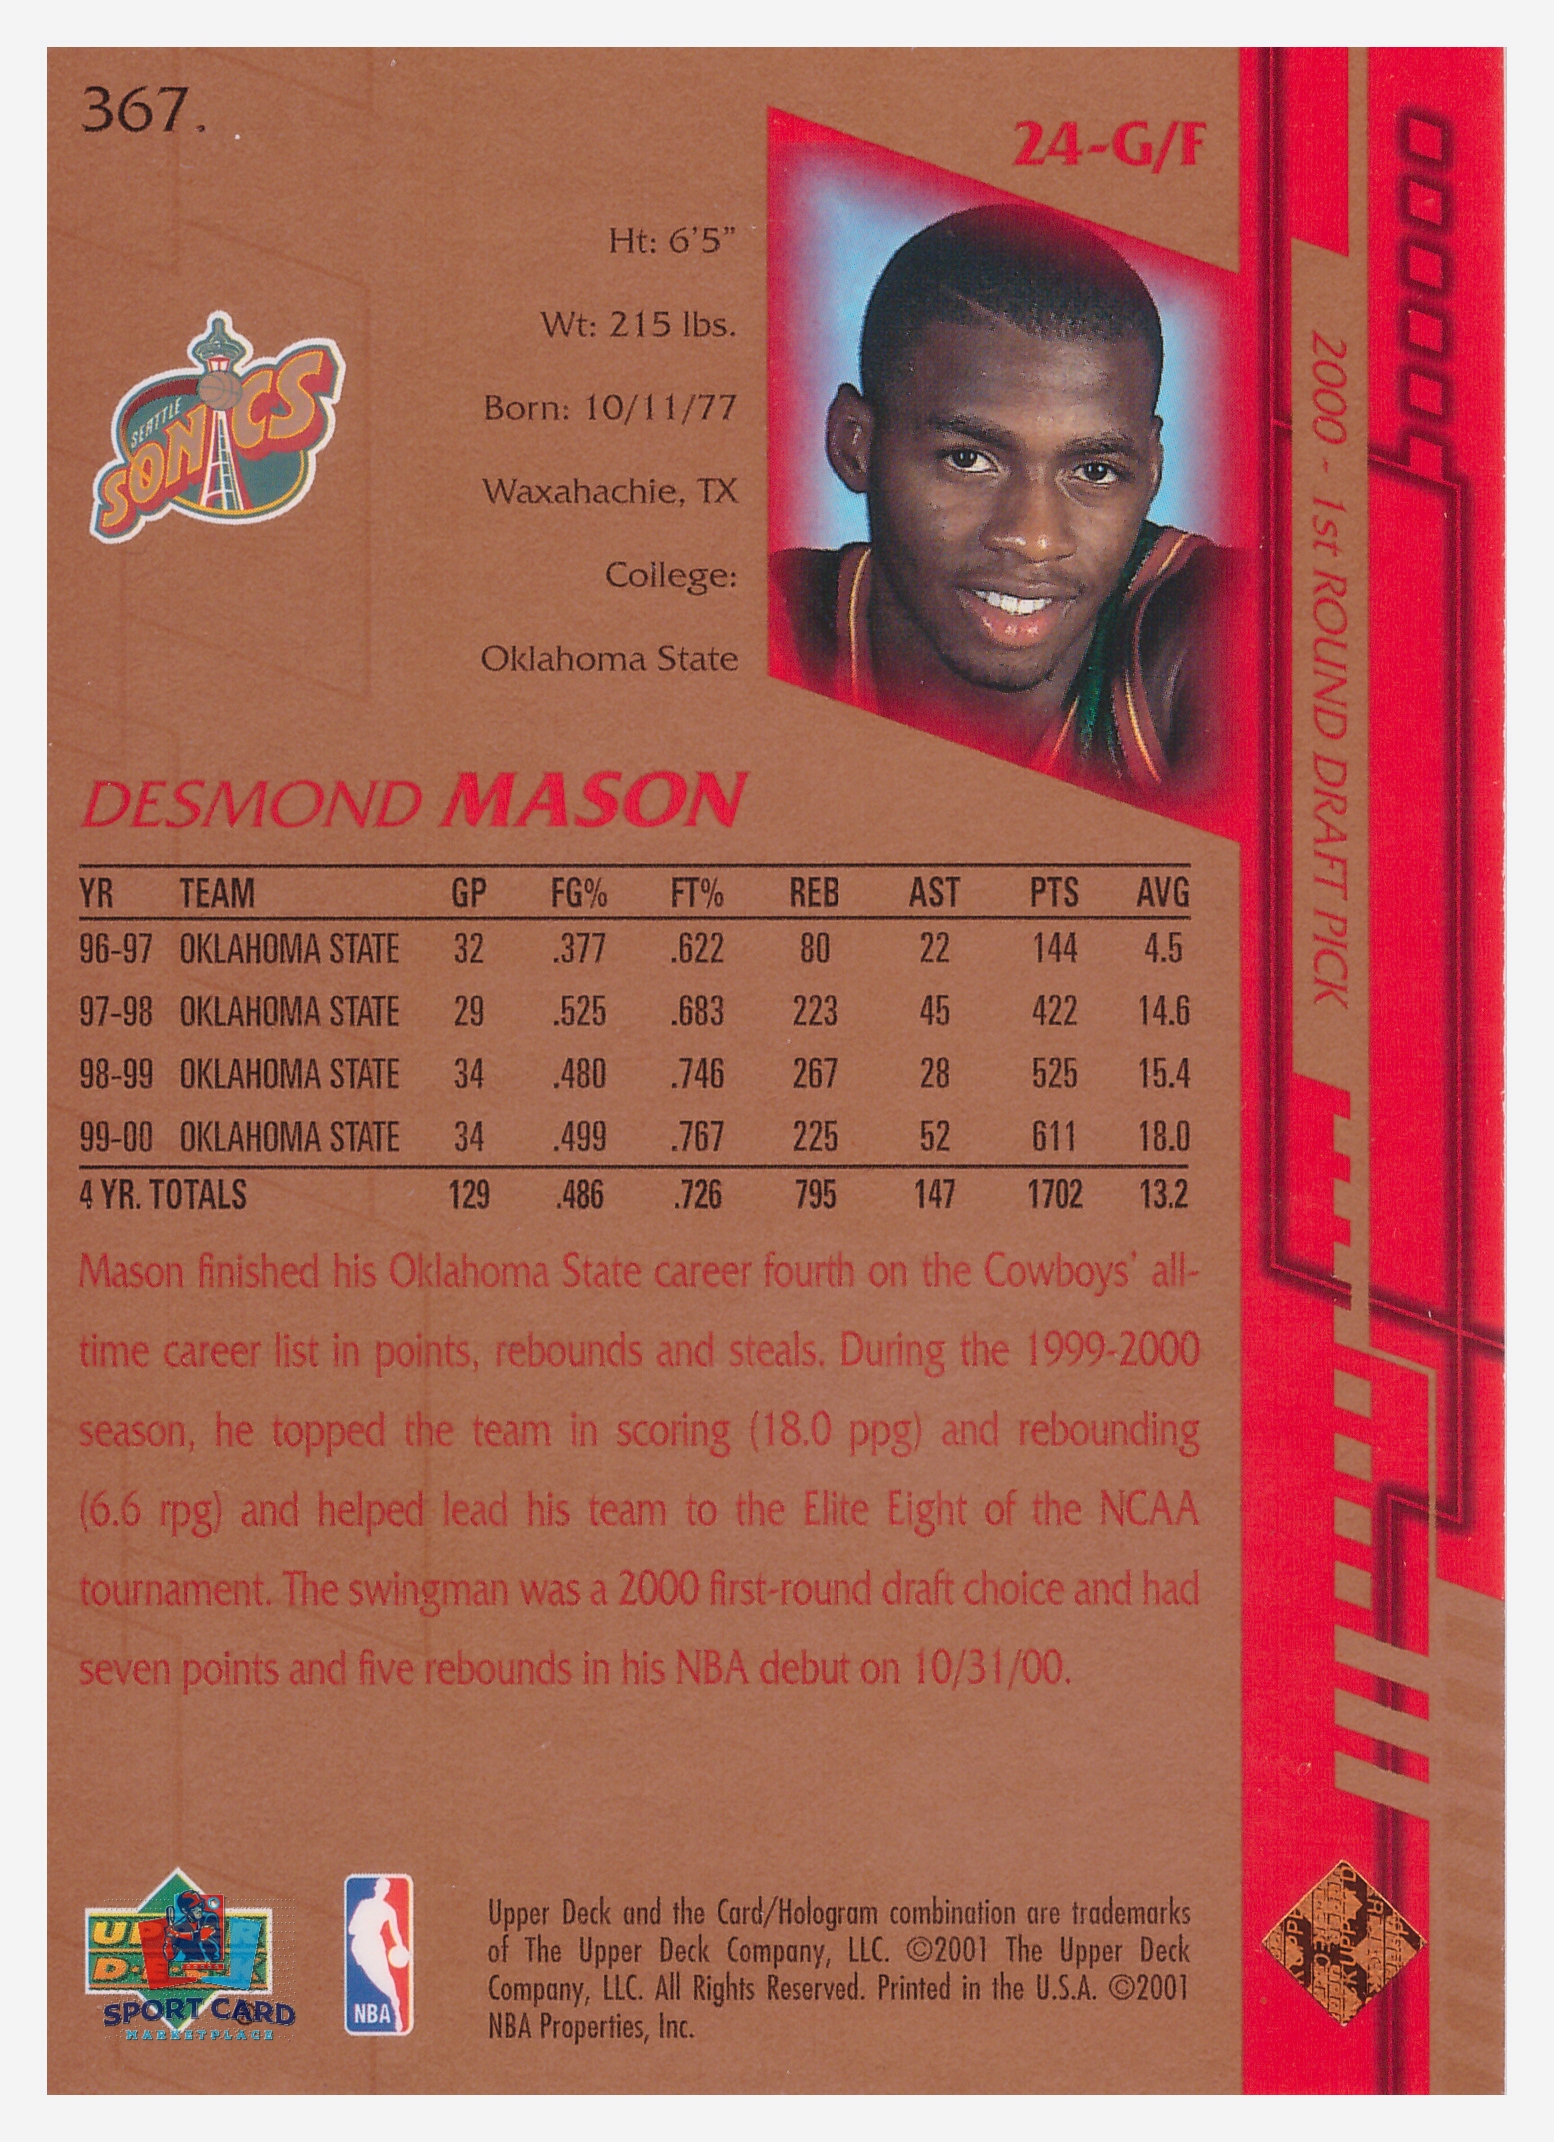 367.
24-G/F
Ht: 6'5"
Wt: 215 lbs.
Born: 10/11/77
Waxahachie, TX
College:
Oklahoma State
SEATTLE
SONICS
2000 - 1st ROUND DRAFT PICK
DESMOND MASON
YR TEAM GP FG% FT% REB AST PTS AVG
96-97 OKLAHOMA STATE 32 .377 .622 80 22 144 4.5
97-98 OKLAHOMA STATE 29 .525 .683 223 45 422 14.6
98-99 OKLAHOMA STATE 34 .480 .746 267 28 525 15.4
99-00 OKLAHOMA STATE 34 .499 .767 225 52 611 18.0
4 YR. TOTALS 129 .486 .726 795 147 1702 13.2
Mason finished his Oklahoma State career fourth on the Cowboys' all-
time career list in points, rebounds and steals. During the 1999-2000
season, he topped the team in scoring (18.0 ppg) and rebounding
(6.6 rpg) and helped lead his team to the Elite Eight of the NCAA
tournament. The swingman was a 2000 first-round draft choice and had
seven points and five rebounds in his NBA debut on 10/31/00.
SPORT CARD
MARKETPLACE
NBA
Upper Deck and the Card/Hologram combination are trademarks
of The Upper Deck Company, LLC. ©2001 The Upper Deck
Company, LLC. All Rights Reserved. Printed in the U.S.A. ©2001
NBA Properties, Inc.